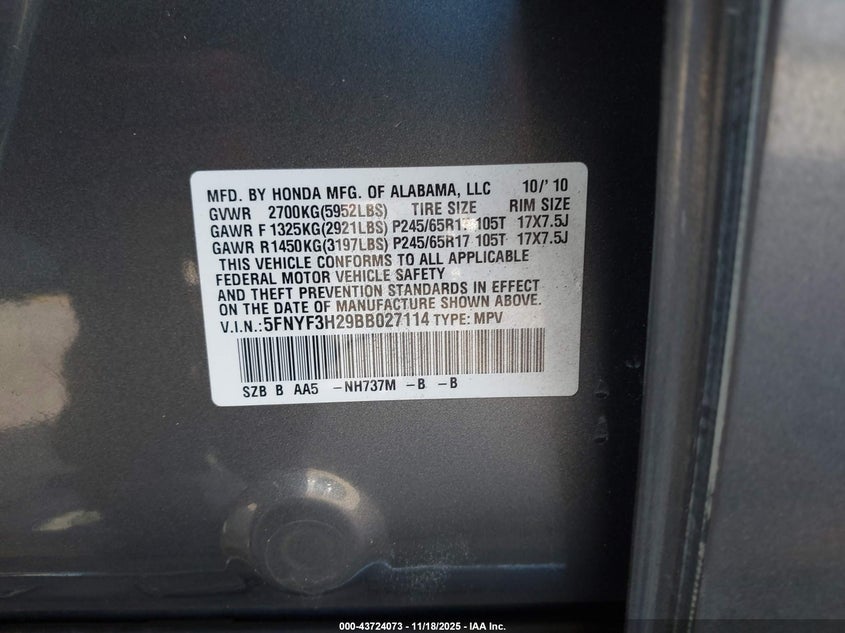 MFD. BY HONDA MFG. OF ALABAMA, LLC 10/'10
GVWR 2700KG(5952LBS) TIRE SIZE RIM SIZE
GAWR F 1325KG(2921LBS) P245/65R17 105T 17X7.5J
GAWR R1450KG(3197LBS) P245/65R17 105T 17X7.5J
THIS VEHICLE CONFORMS TO ALL APPLICABLE
FEDERAL MOTOR VEHICLE SAFETY
AND THEFT PREVENTION STANDARDS IN EFFECT
ON THE DATE OF MANUFACTURE SHOWN ABOVE.
V.I.N.:5FNYF3H29BB027114 TYPE: MPV
SZB B AA5 -NH737M -B -B
000-43724073 — 11/18/2025 — IAA Inc.